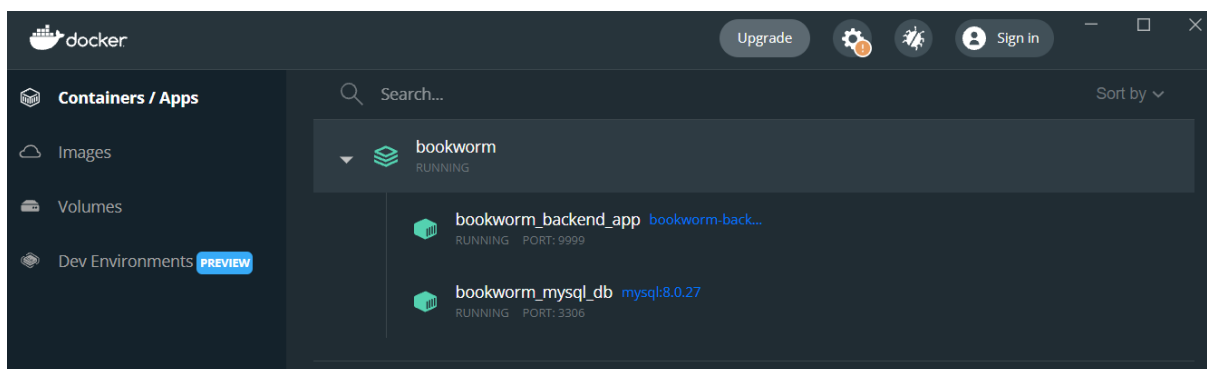 docker
Upgrade
Sign in
Containers / Apps
Images
Volumes
Dev Environments PREVIEW
Search...
Sort by
bookworm
RUNNING
bookworm_backend_app bookworm-back...
RUNNING PORT: 9999
bookworm_mysql_db mysql:8.0.27
RUNNING PORT: 3306